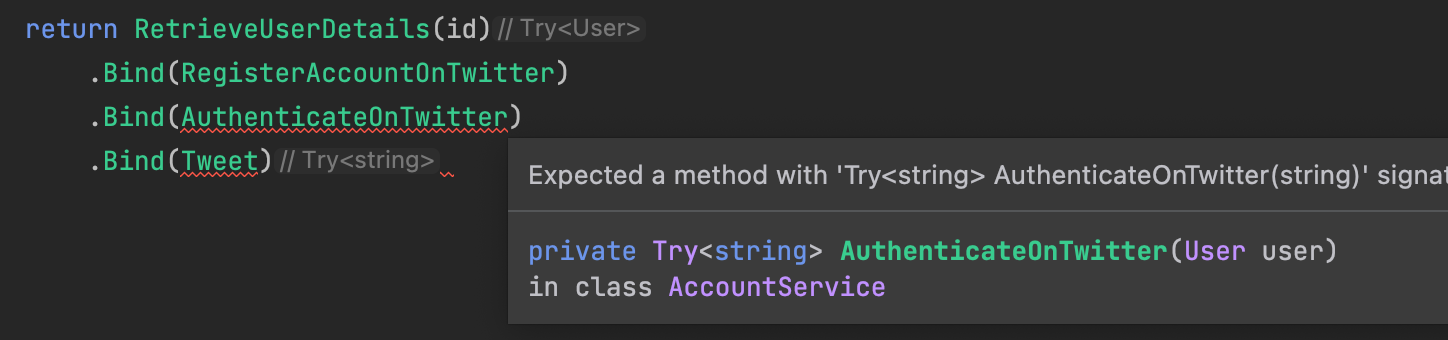 return RetrieveUserDetails(id) // Try<User>
.Bind(RegisterAccountOnTwitter)
.Bind(AuthenticateOnTwitter)
.Bind(Tweet) // Try<string>
Expected a method with 'Try<string> AuthenticateOnTwitter(string)' signat
private Try<string> AuthenticateOnTwitter(User user)
in class AccountService